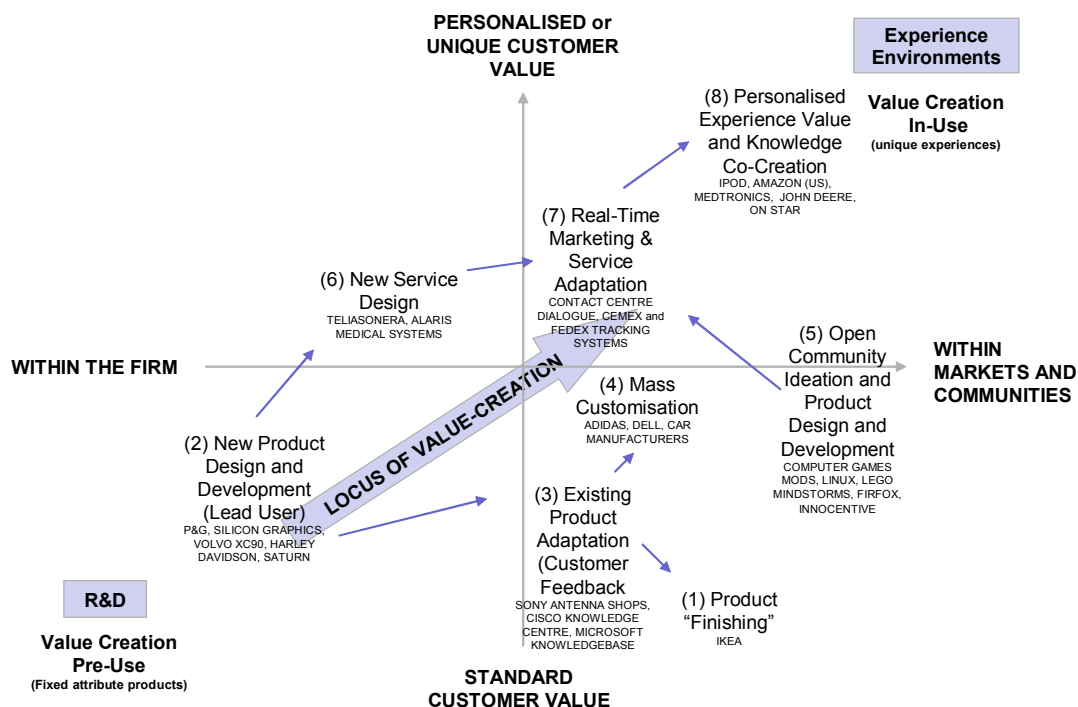 PERSONALISED or
UNIQUE CUSTOMER
VALUE
Experience
Environments
Value Creation
In-Use
(unique experiences)
(8) Personalised
Experience Value
and Knowledge
Co-Creation
IPOD, AMAZON (US),
MEDTRONICS, JOHN DEERE,
ON STAR
(7) Real-Time
Marketing &
Service
Adaptation
CONTACT CENTRE
DIALOGUE, CEMEX and
FEDEX TRACKING
SYSTEMS
(6) New Service
Design
TELIASONERA, ALARIS
MEDICAL SYSTEMS
WITHIN THE FIRM
(5) Open
Community
Ideation and
Product
Design and
Development
COMPUTER GAMES
MODS, LINUX, LEGO
MINDSTORMS, FIRFOX,
INNOCENTIVE
WITHIN
MARKETS AND
COMMUNITIES
LOCUS OF VALUE-CREATION
(4) Mass
Customisation
ADIDAS, DELL, CAR
MANUFACTURERS
(2) New Product
Design and
Development
(Lead User)
P&G, SILICON GRAPHICS,
VOLVO XC90, HARLEY
DAVIDSON, SATURN
(3) Existing
Product
Adaptation
(Customer
Feedback
SONY ANTENNA SHOPS,
CISCO KNOWLEDGE
CENTRE, MICROSOFT
KNOWLEDGEBASE
(1) Product
“Finishing”
IKEA
R&D
Value Creation
Pre-Use
(Fixed attribute products)
STANDARD
CUSTOMER VALUE